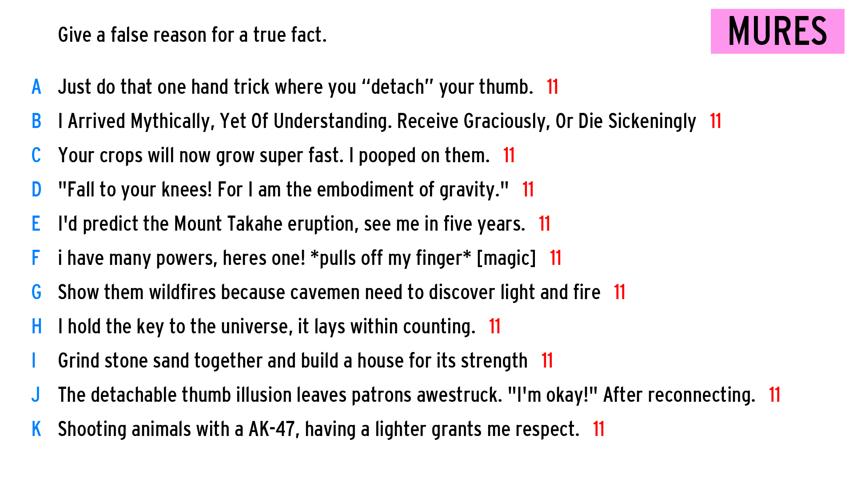 Give a false reason for a true fact.
MURES
A Just do that one hand trick where you “detach” your thumb. 11
B I Arrived Mythically, Yet Of Understanding. Receive Graciously, Or Die Sickeningly 11
C Your crops will now grow super fast. I pooped on them. 11
D "Fall to your knees! For I am the embodiment of gravity." 11
E I'd predict the Mount Takahe eruption, see me in five years. 11
F i have many powers, heres one! *pulls off my finger* [magic] 11
G Show them wildfires because cavemen need to discover light and fire 11
H I hold the key to the universe, it lays within counting. 11
I Grind stone sand together and build a house for its strength 11
J The detachable thumb illusion leaves patrons awestruck. "I'm okay!" After reconnecting. 11
K Shooting animals with a AK-47, having a lighter grants me respect. 11